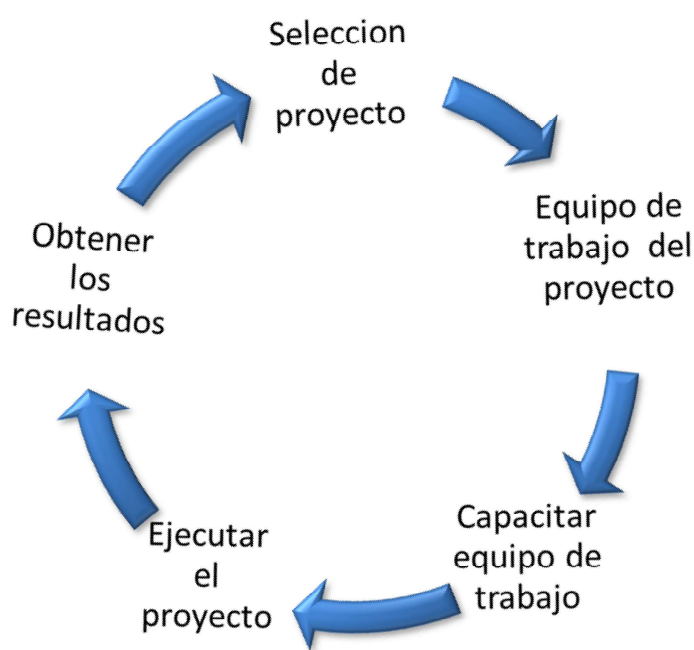 Seleccion
de
proyecto
Equipo de
trabajo del
proyecto
Capacitar
equipo de
trabajo
Ejecutar
el
proyecto
Obtener
los
resultados